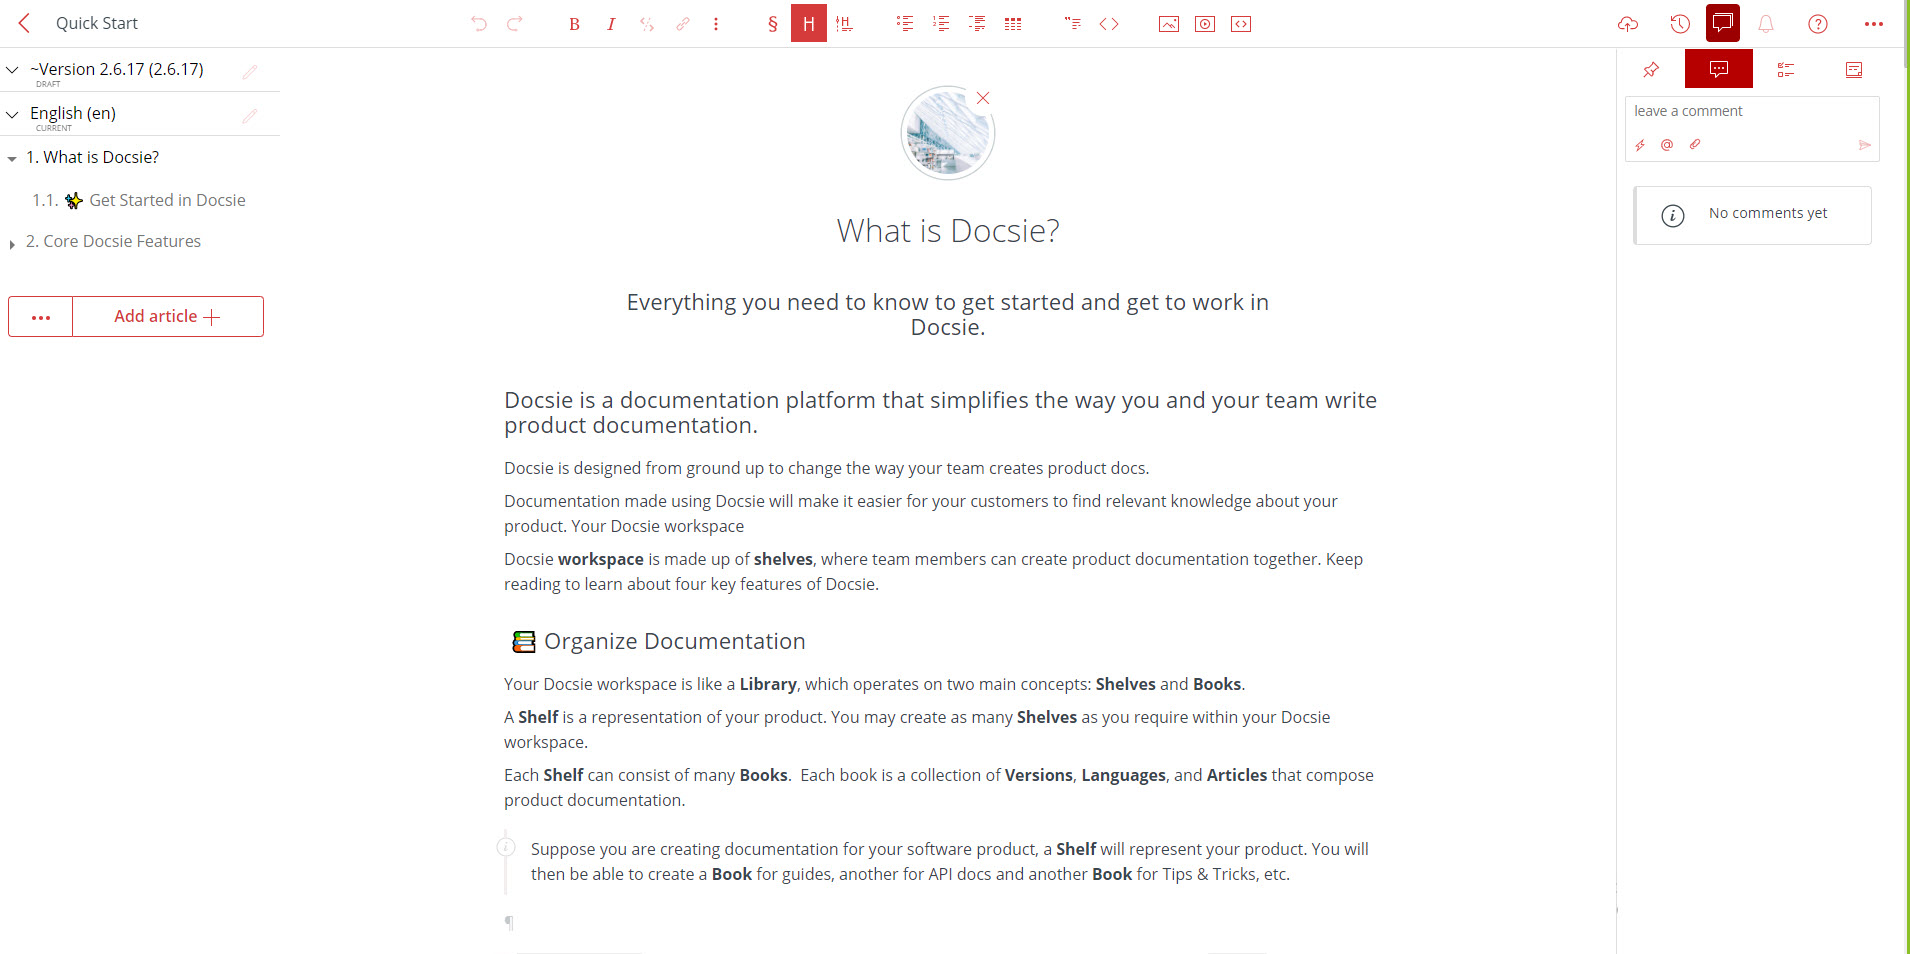 Quick Start
B I § H H
~Version 2.6.17 (2.6.17)
DRAFT
English (en)
CURRENT
1. What is Docsie?
1.1. ✨ Get Started in Docsie
2. Core Docsie Features
Add article
What is Docsie?
Everything you need to know to get started and get to work in
Docsie.
Docsie is a documentation platform that simplifies the way you and your team write
product documentation.
Docsie is designed from ground up to change the way your team creates product docs.
Documentation made using Docsie will make it easier for your customers to find relevant knowledge about your
product. Your Docsie workspace
Docsie workspace is made up of shelves, where team members can create product documentation together. Keep
reading to learn about four key features of Docsie.
📚 Organize Documentation
Your Docsie workspace is like a Library, which operates on two main concepts: Shelves and Books.
A Shelf is a representation of your product. You may create as many Shelves as you require within your Docsie
workspace.
Each Shelf can consist of many Books.  Each book is a collection of Versions, Languages, and Articles that compose
product documentation.
Suppose you are creating documentation for your software product, a Shelf will represent your product. You will
then be able to create a Book for guides, another for API docs and another Book for Tips & Tricks, etc.
¶
leave a comment
@
No comments yet